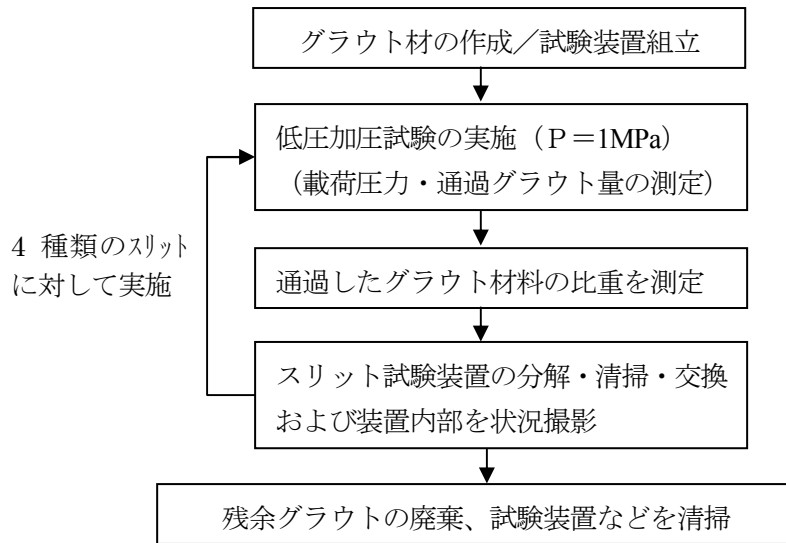 グラウト材の作成／試験装置組立
低圧加圧試験の実施（Ｐ＝1MPa）
（載荷圧力・通過グラウト量の測定）
4 種類のｽﾘｯﾄ
に対して実施
通過したグラウト材料の比重を測定
スリット試験装置の分解・清掃・交換
および装置内部を状況撮影
残余グラウトの廃棄、試験装置などを清掃